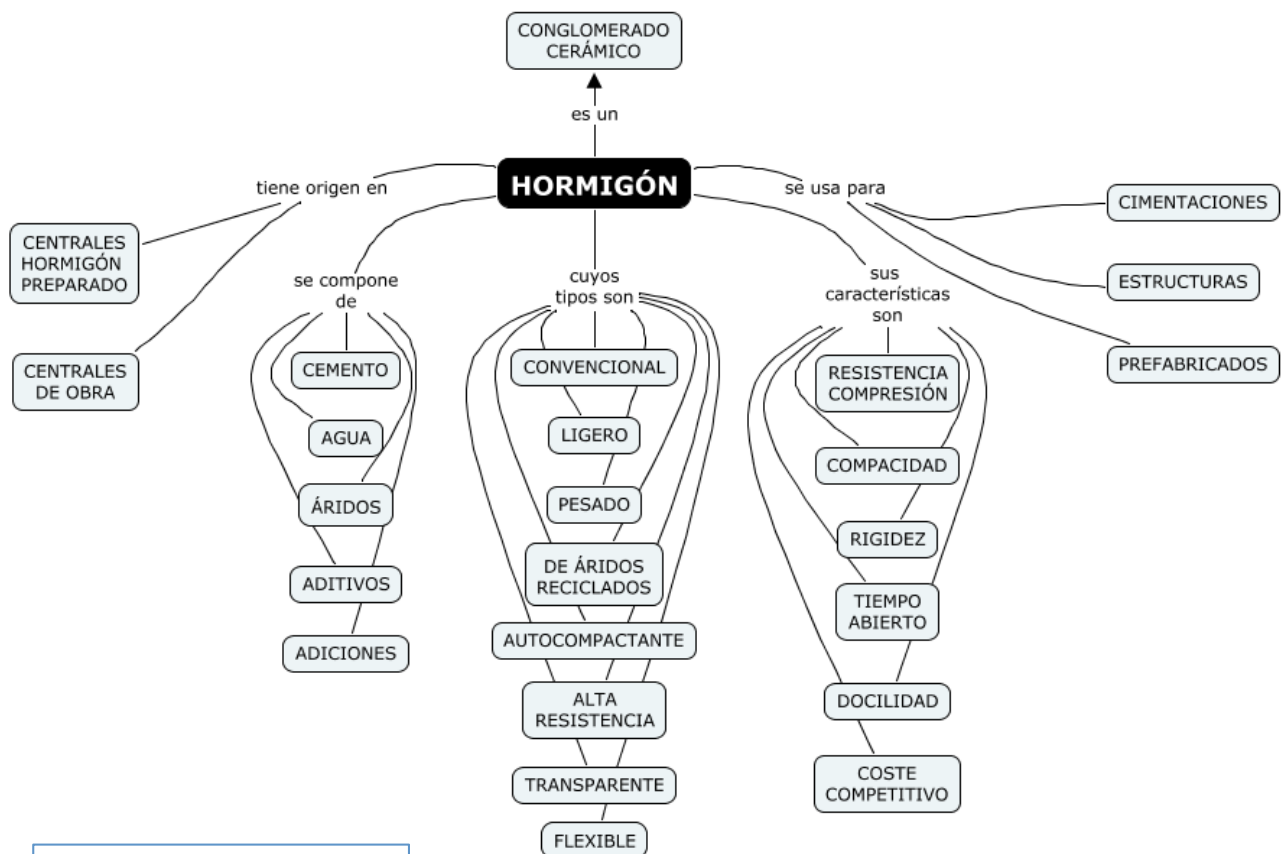 CONGLOMERADO
CERÁMICO
es un
HORMIGÓN
tiene origen en
CENTRALES
HORMIGÓN
PREPARADO
CENTRALES
DE OBRA
se compone
de
CEMENTO
AGUA
ÁRIDOS
ADITIVOS
ADICIONES
cuyos
tipos son
CONVENCIONAL
LIGERO
PESADO
DE ÁRIDOS
RECICLADOS
AUTOCOMPACTANTE
ALTA
RESISTENCIA
TRANSPARENTE
FLEXIBLE
sus
características
son
RESISTENCIA
COMPRESIÓN
COMPACIDAD
RIGIDEZ
TIEMPO
ABIERTO
DOCILIDAD
COSTE
COMPETITIVO
se usa para
CIMENTACIONES
ESTRUCTURAS
PREFABRICADOS